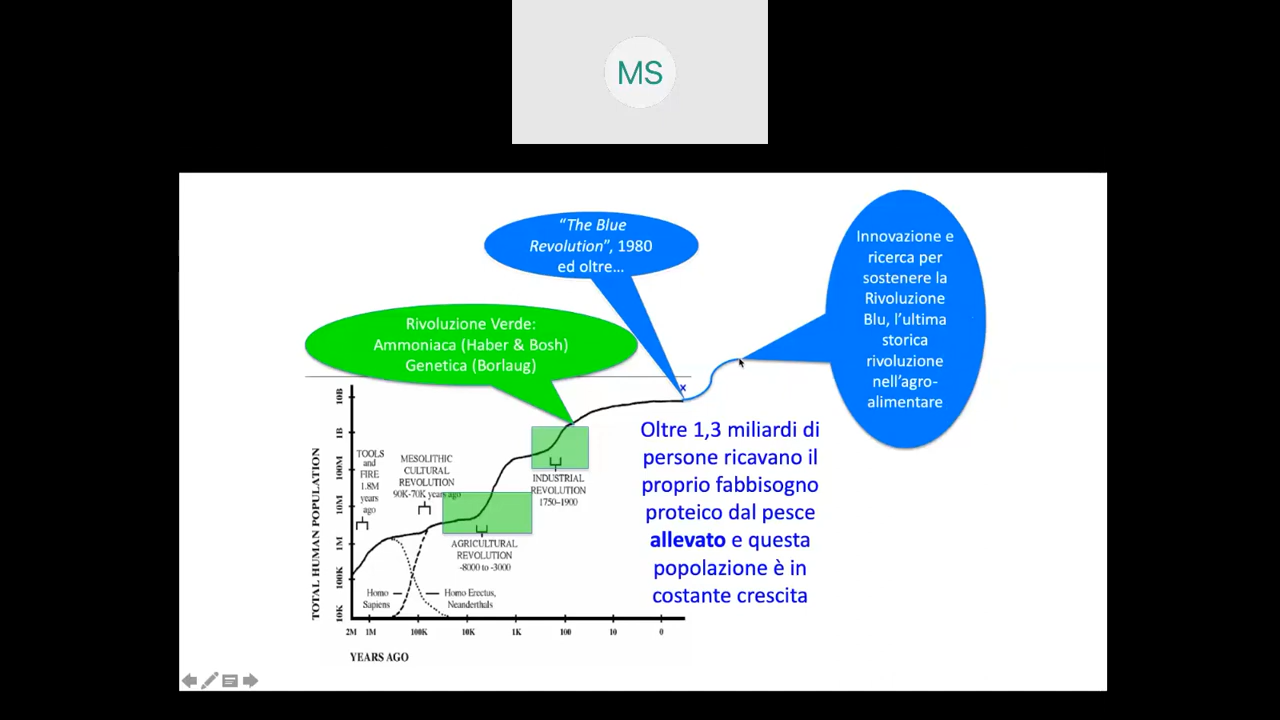 MS
“The Blue
Revolution”, 1980
ed oltre…
Innovazione e
ricerca per
sostenere la
Rivoluzione
Blu, l’ultima
storica
rivoluzione
nell’agro-
alimentare
Rivoluzione Verde:
Ammoniaca (Haber & Bosh)
Genetica (Borlaug)
x
TOTAL HUMAN POPULATION
10B
1B
100M
10M
1M
100K
10K
TOOLS
and
FIRE
1.8M
years
ago
MESOLITHIC
CULTURAL
REVOLUTION
90K-70K years ago
AGRICULTURAL
REVOLUTION
-8000 to -3000
INDUSTRIAL
REVOLUTION
1750–1900
Homo
Sapiens
Homo Erectus,
Neanderthals
2M 1M 100K 10K 1K 100 10 0
YEARS AGO
Oltre 1,3 miliardi di
persone ricavano il
proprio fabbisogno
proteico dal pesce
allevato e questa
popolazione è in
costante crescita